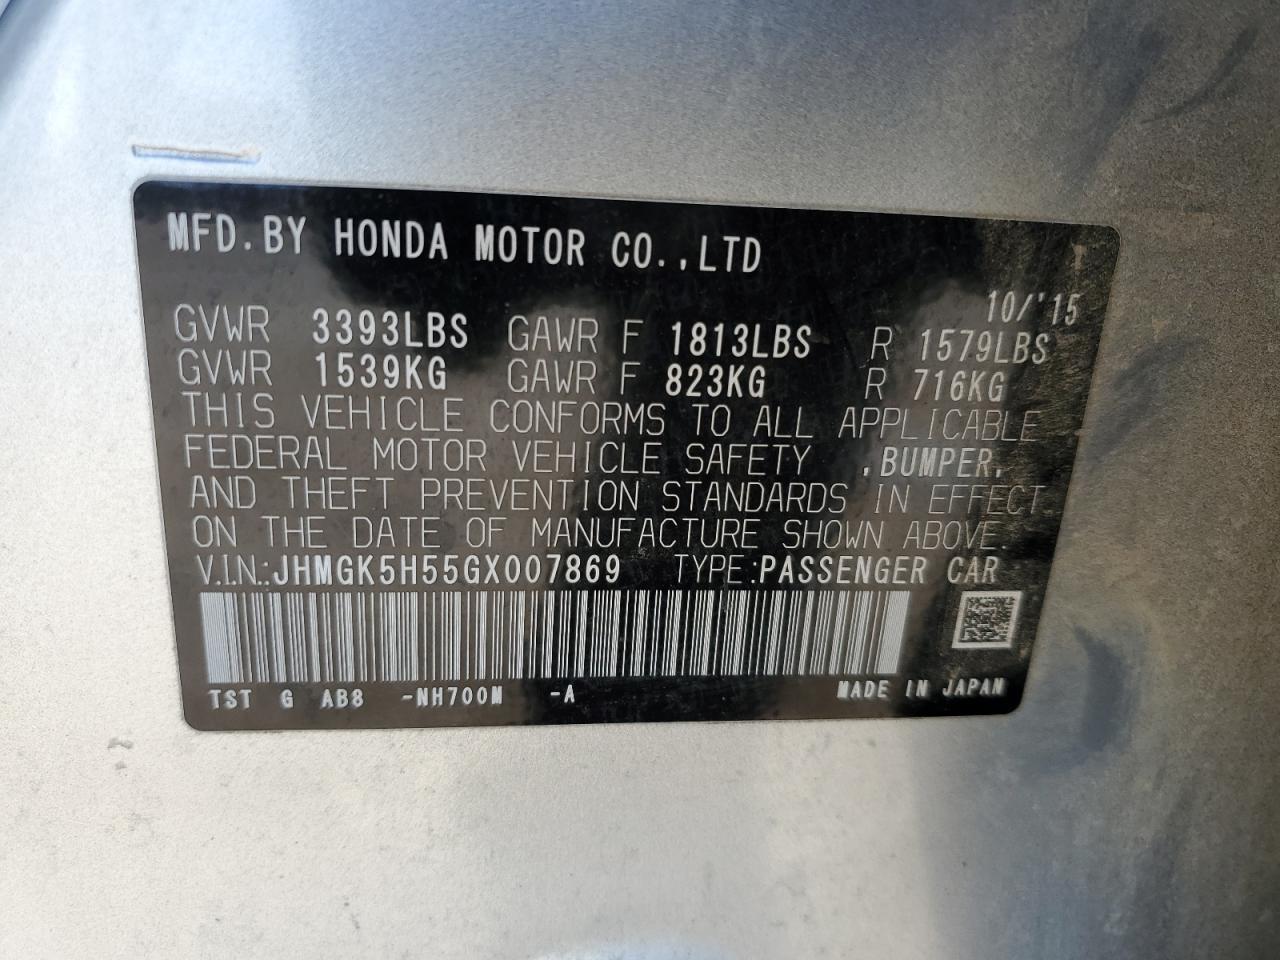 MFD.BY HONDA MOTOR CO.,LTD
10/'15
GVWR 3393LBS GAWR F 1813LBS R 1579LBS
GVWR 1539KG GAWR F 823KG R 716KG
THIS VEHICLE CONFORMS TO ALL APPLICABLE
FEDERAL MOTOR VEHICLE SAFETY ,BUMPER,
AND THEFT PREVENTION STANDARDS IN EFFECT
ON THE DATE OF MANUFACTURE SHOWN ABOVE.
V.I.N.:JHMGK5H55GX007869 TYPE:PASSENGER CAR
TST G AB8 -NH700M -A MADE IN JAPAN